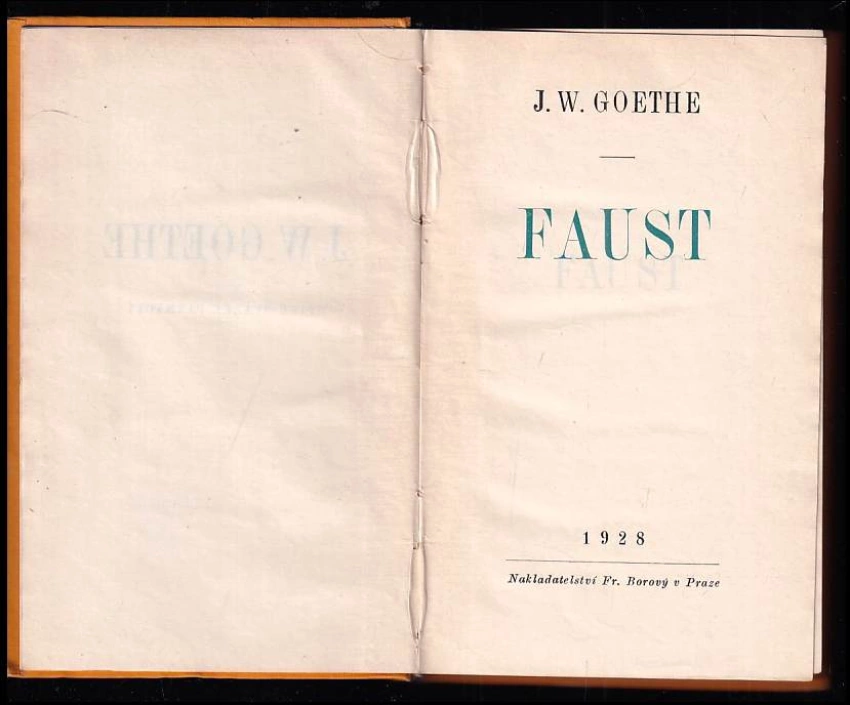 J. W. GOETHE
FAUST
1928
Nakladatelství Fr. Borový v Praze